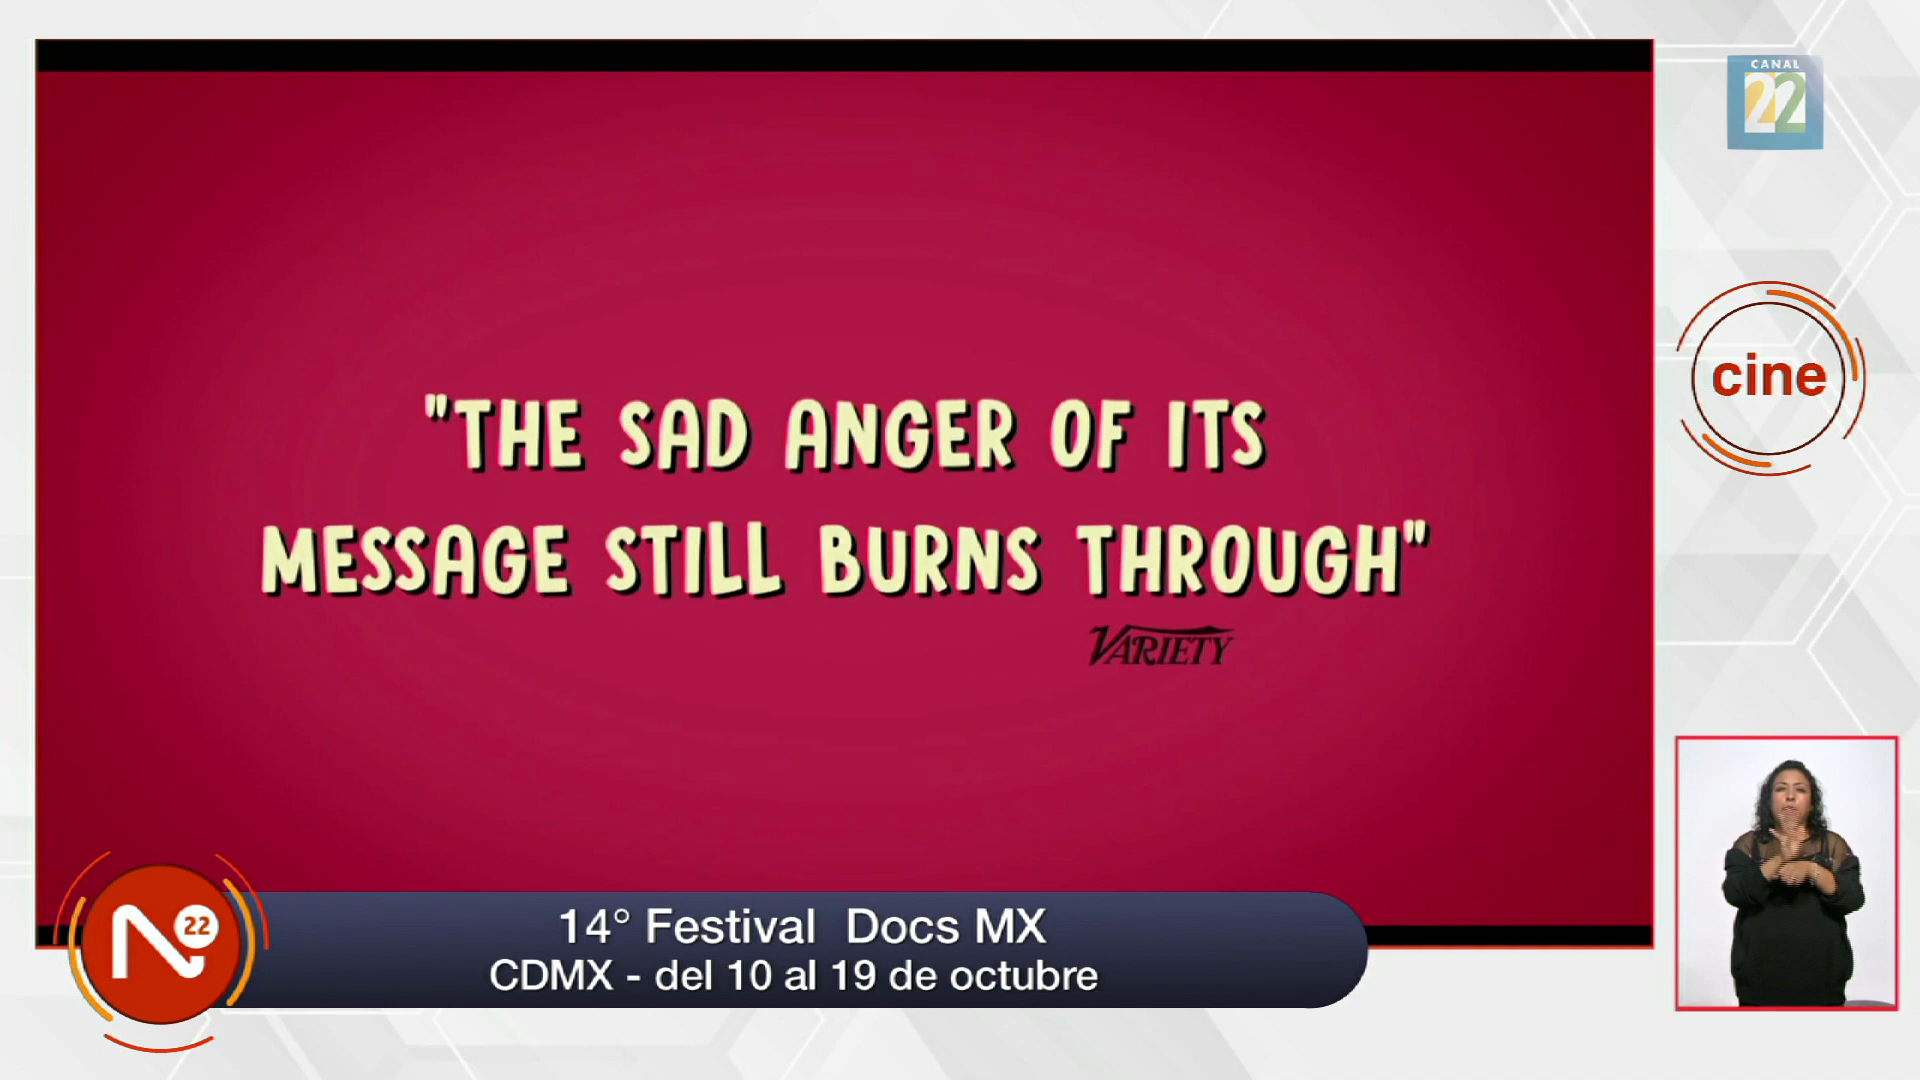 CANAL
22
"THE SAD ANGER OF ITS
MESSAGE STILL BURNS THROUGH"
VARIETY
cine
N22
14° Festival Docs MX
CDMX - del 10 al 19 de octubre